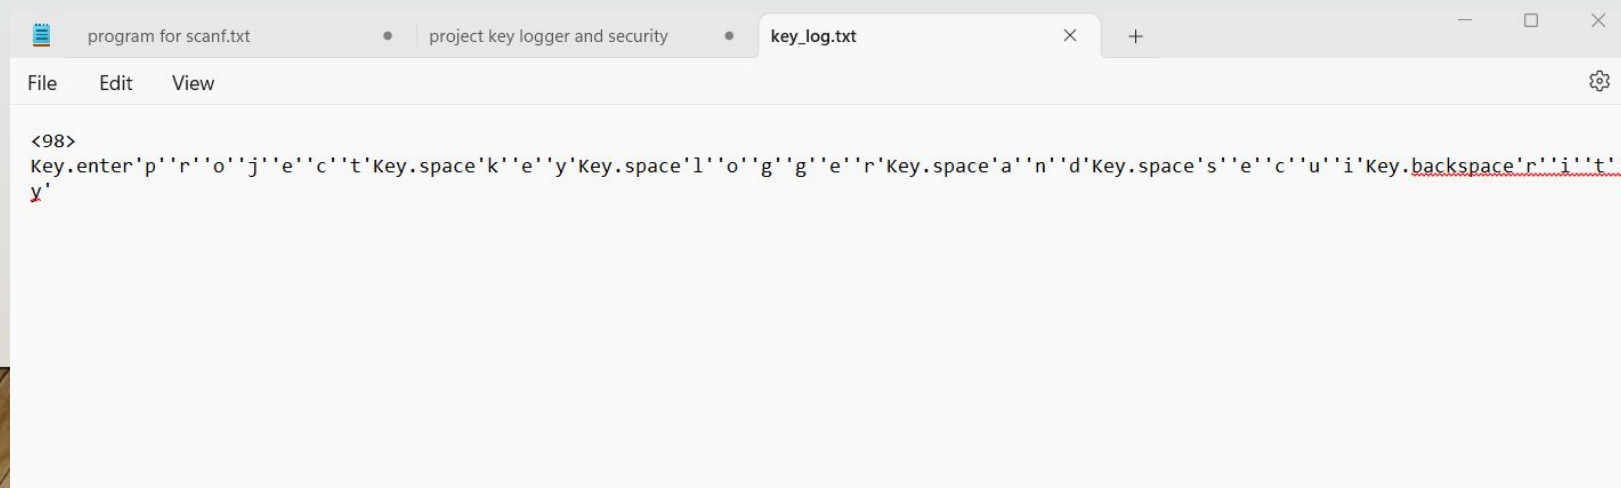 program for scanf.txt
project key logger and security
key_log.txt
File Edit View
<98>
Key.enter'p''r''o''j''e''c''t'Key.space'k''e''y'Key.space'l''o''g''g''e''r'Key.space'a''n''d'Key.space's''e''c''u''i'Key.backspace'r''i''t''
y'